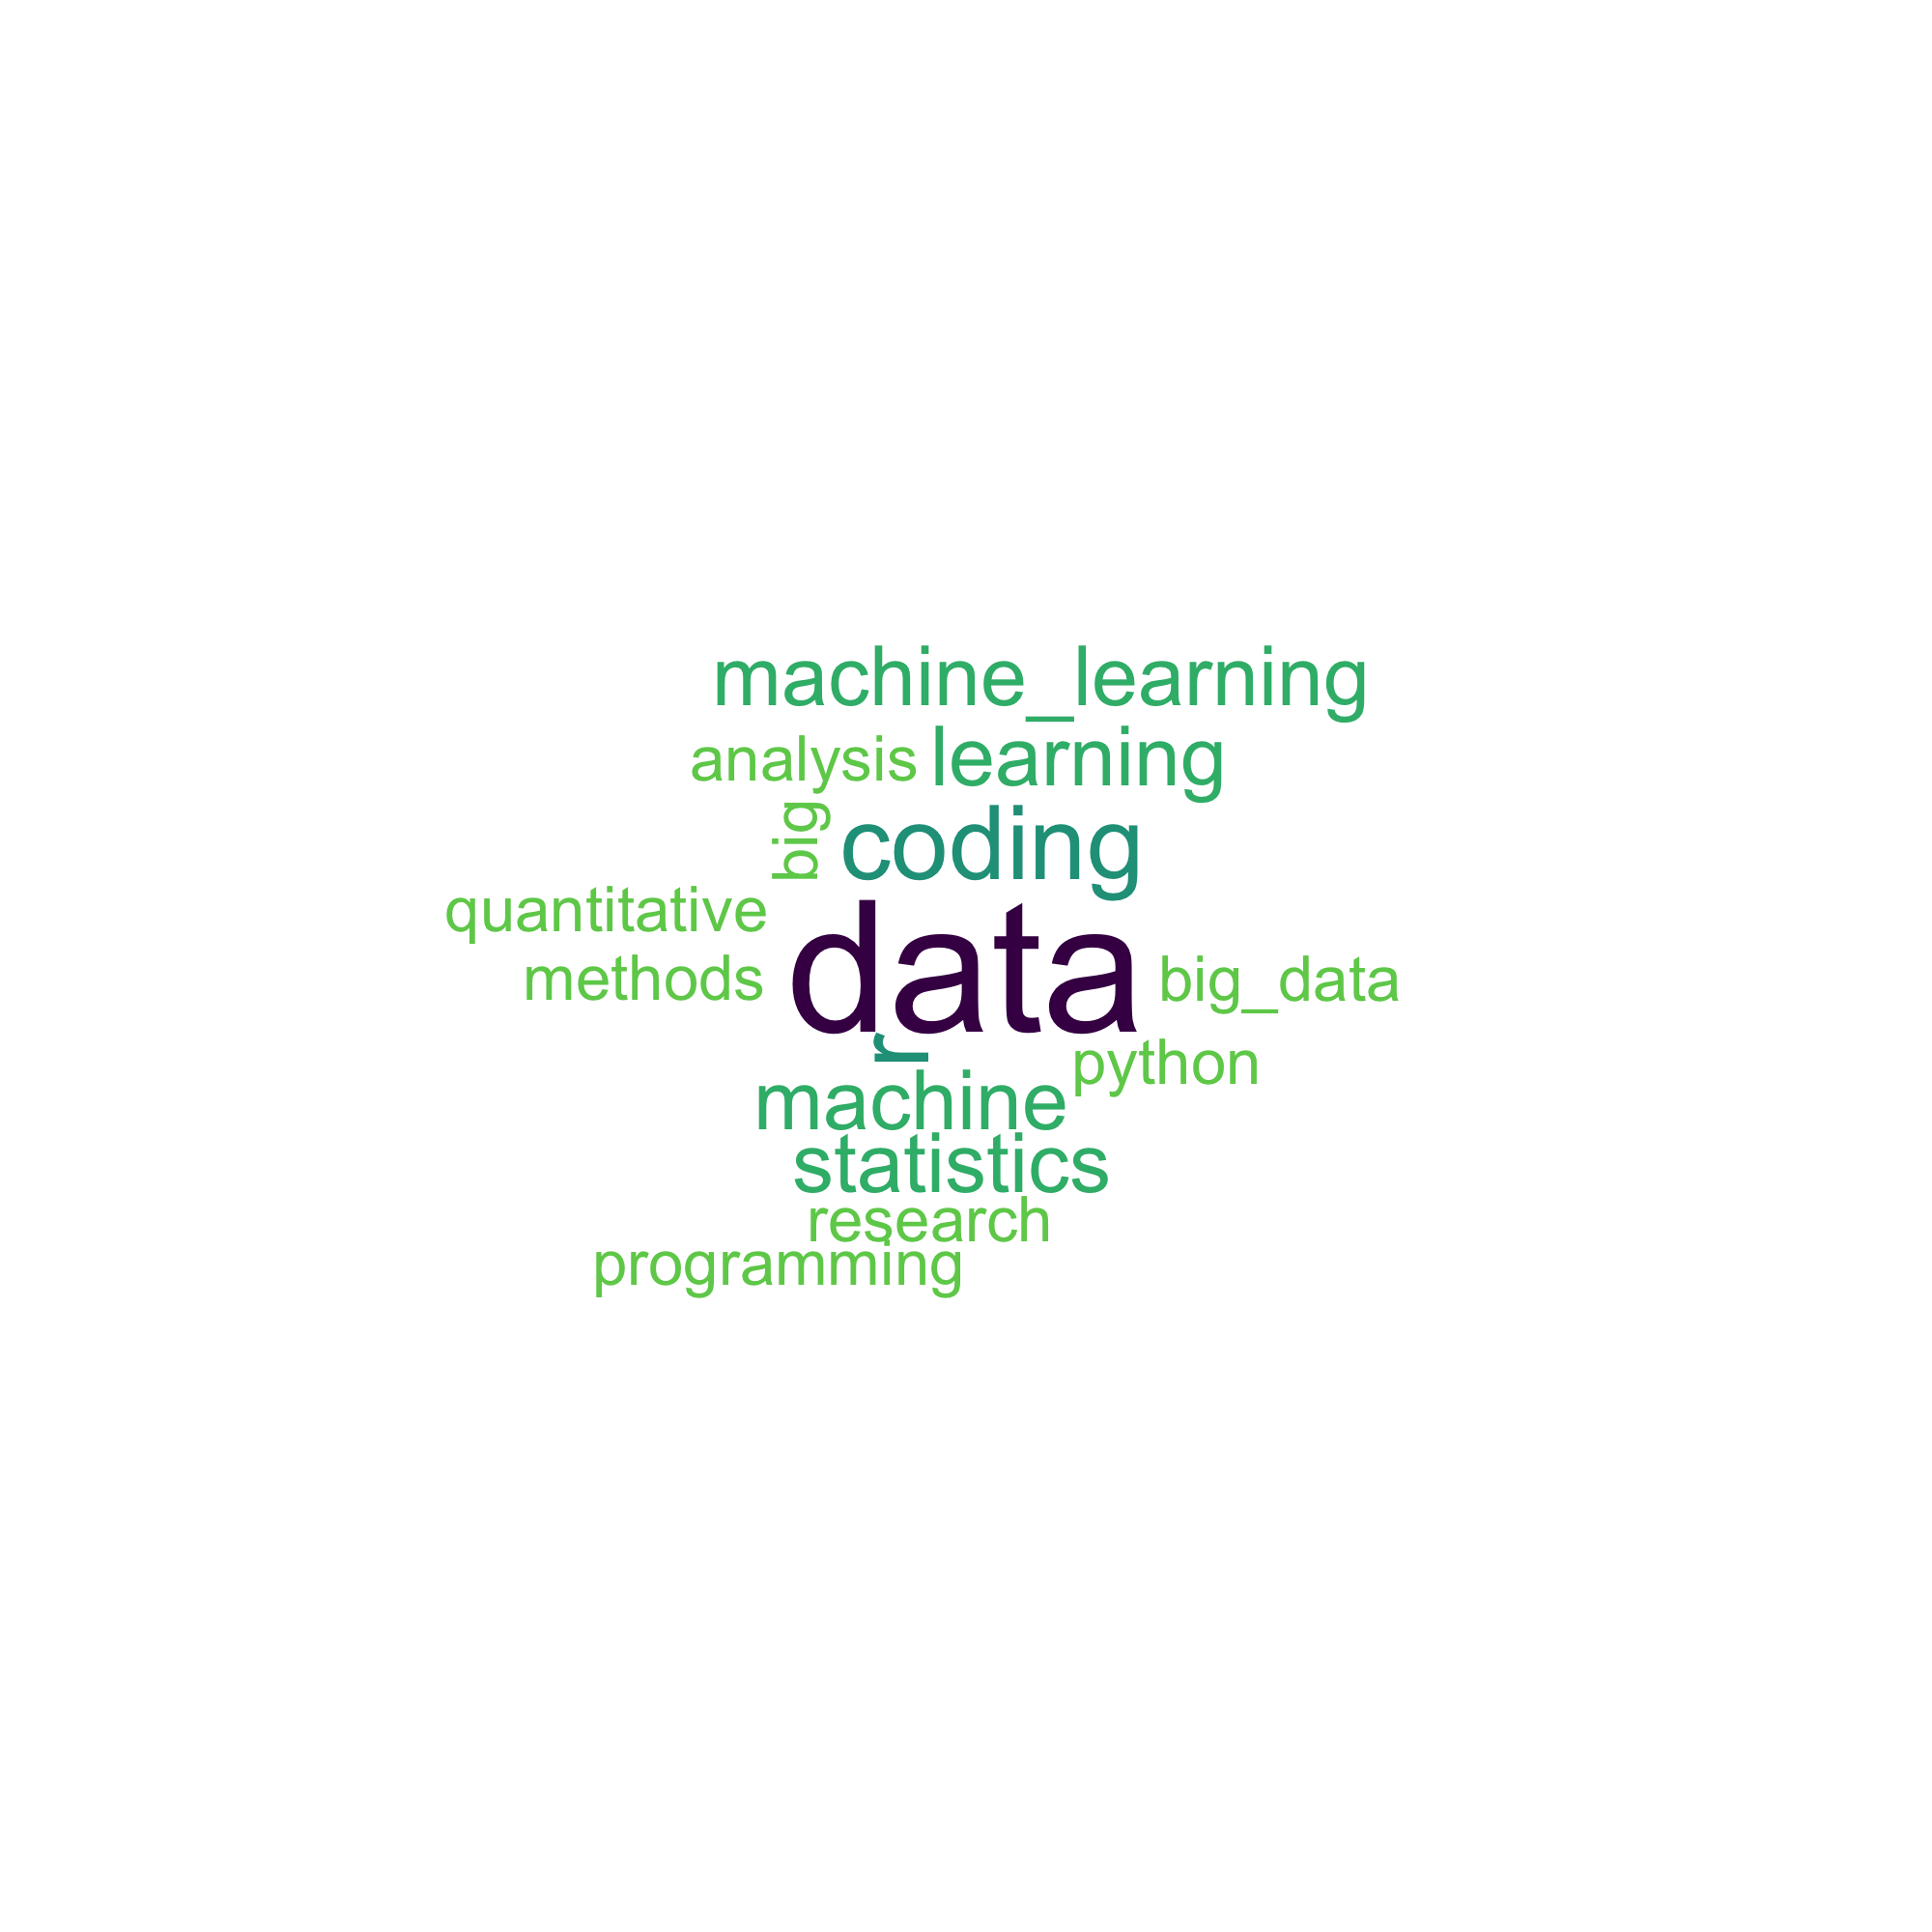 machine_learning
analysis
learning
big
coding
quantitative
data
methods
big_data
r
python
machine
statistics
research
programming